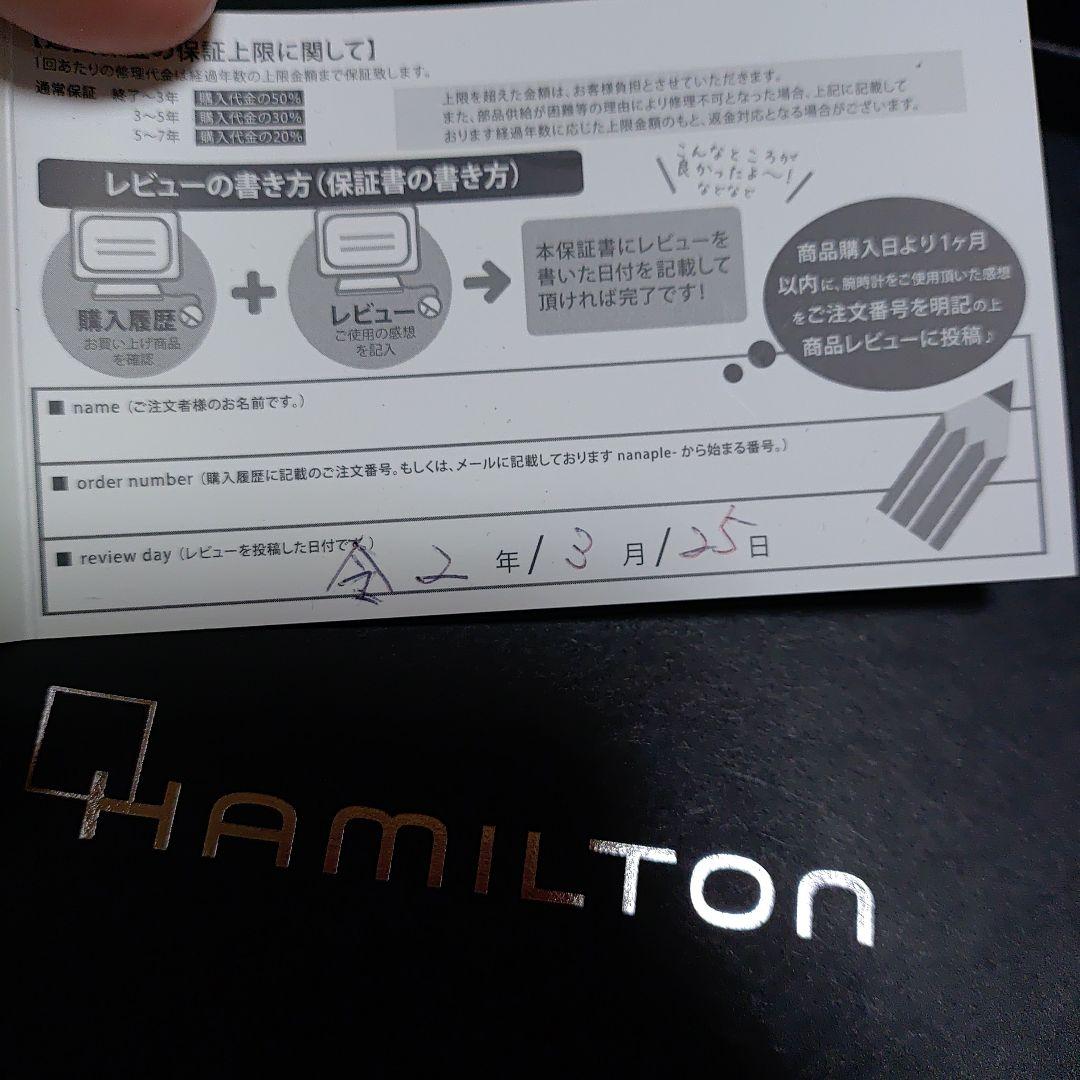 の保証上限に関して】
1回あたりの修理代金は経過年数の上限金額まで保証致します。
通常保証 終了～3年 購入代金の50%
3～5年 購入代金の30%
5～7年 購入代金の20%
上限を超えた金額は、お客様負担とさせていただきます。
また、部品供給が困難等の理由により修理不可となった場合、上記に記載して
おります経過年数に応じた上限金額のもと、返金対応となる場合がございます。
レビューの書き方(保証書の書き方)
こんなところが
良かったよ～!
などなど
購入履歴
お買い上げ商品
を確認
+
レビュー
ご使用の感想
を記入
本保証書にレビューを
書いた日付を記載して
頂ければ完了です!
商品購入日より1ヶ月
以内に、腕時計をご使用頂いた感想
をご注文番号を明記の上
商品レビューに投稿♪
■ name (ご注文者様のお名前です。)
■ order number (購入履歴に記載のご注文番号。もしくは、メールに記載しております nanaple- から始まる番号。)
■ review day (レビューを投稿した日付です。)
令 2 年 / 3 月 / 25 日
HAMILTON